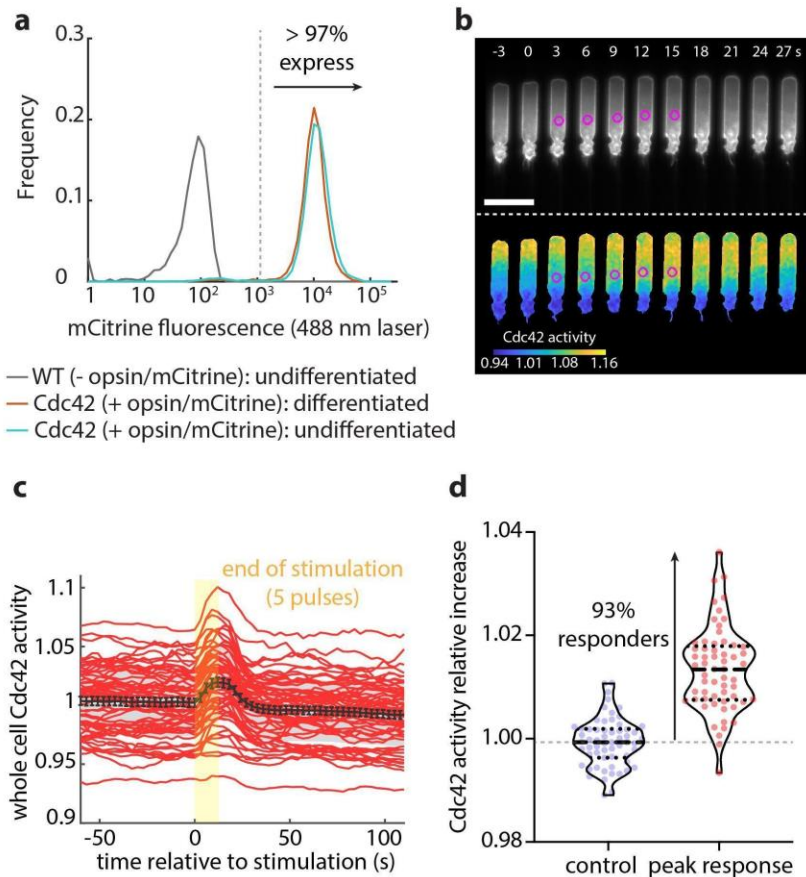 a
0.3
> 97%
express
0.2
Frequency
0.1
0
1 10 10² 10³ 10⁴ 10⁵
mCitrine fluorescence (488 nm laser)
WT (- opsin/mCitrine): undifferentiated
Cdc42 (+ opsin/mCitrine): differentiated
Cdc42 (+ opsin/mCitrine): undifferentiated
b
-3 0 3 6 9 12 15 18 21 24 27 s
Cdc42 activity
0.94 1.01 1.08 1.16
c
1.1
end of stimulation
(5 pulses)
1.05
whole cell Cdc42 activity
1
0.95
0.9
-50 0 50 100
time relative to stimulation (s)
d
1.04
93%
responders
1.02
Cdc42 activity relative increase
1.00
0.98
control peak response